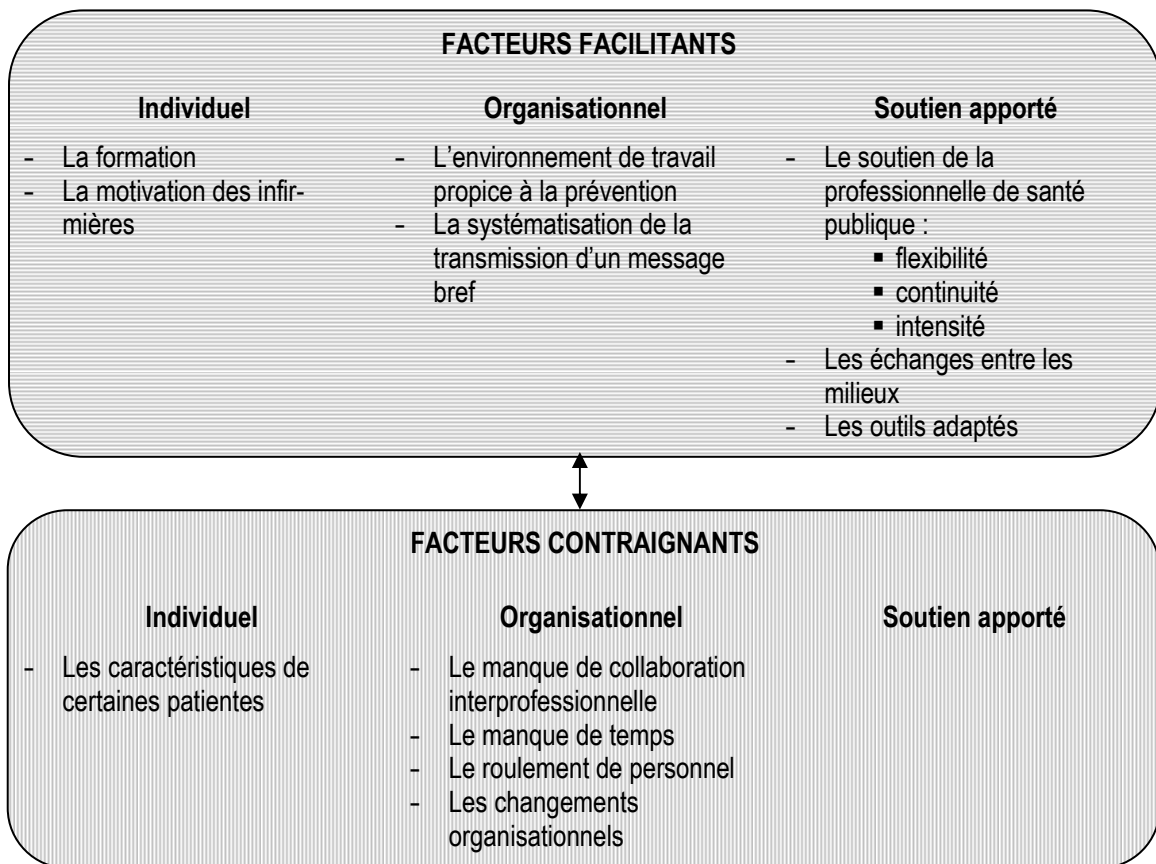 FACTEURS FACILITANTS
Individuel
- La formation
- La motivation des infir-
mières
Organisationnel
- L’environnement de travail
propice à la prévention
- La systématisation de la
transmission d’un message
bref
Soutien apporté
- Le soutien de la
professionnelle de santé
publique :
▪ flexibilité
▪ continuité
▪ intensité
- Les échanges entre les
milieux
- Les outils adaptés
FACTEURS CONTRAIGNANTS
Individuel
- Les caractéristiques de
certaines patientes
Organisationnel
- Le manque de collaboration
interprofessionnelle
- Le manque de temps
- Le roulement de personnel
- Les changements
organisationnels
Soutien apporté